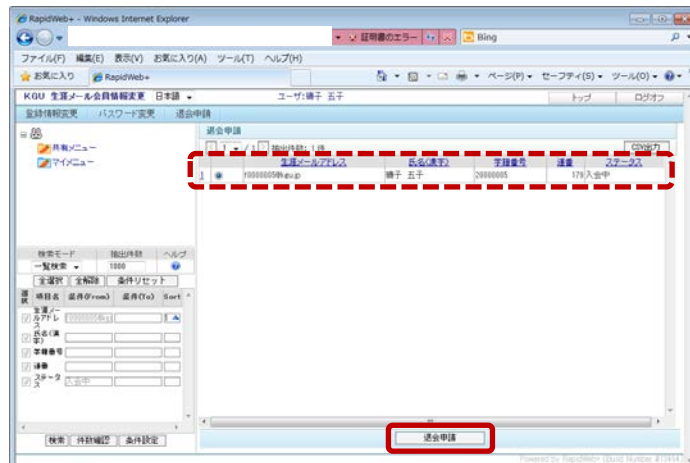 RapidWeb+ - Windows Internet Explorer
証明書のエラー
Bing
ファイル(F) 編集(E) 表示(V) お気に入り(A) ツール(T) ヘルプ(H)
お気に入り RapidWeb+
ページ(P) セーフティ(S) ツール(O)
KGU 生涯メール会員情報変更 日本語 ユーザ:磯子 五子 トップ ログオフ
登録情報変更 パスワード変更 退会申請
退会申請
共有メニュー
1 / 1 抽出件数: 1 件 CSV出力
マイメニュー
生涯メールアドレス 氏名(漢字) 学籍番号 連番 ステータス
1 磯子 五子 20000005 179 入会中
検索モード 抽出件数 ヘルプ
一覧検索 1000
全選択 全解除 条件リセット
選択 項目名 条件(From) 条件(To) Sort
生涯メールアドレス
氏名(漢字)
学籍番号
連番
ステータス 入会中
検索 件数確認 条件設定
退会申請
Powered by RapidWeb+